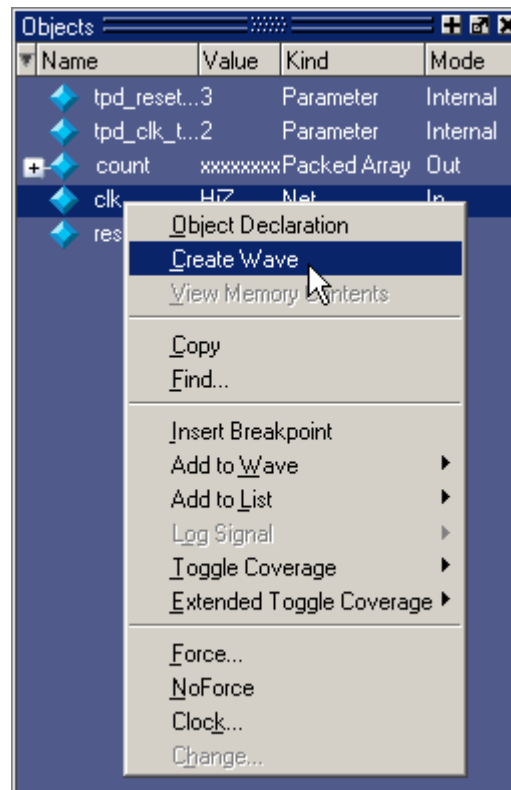 Objects
Name Value Kind Mode
tpd_reset...3 Parameter Internal
tpd_clk_t...2 Parameter Internal
count xxxxxxxx Packed Array Out
clk HiZ Net In
res
Object Declaration
Create Wave
View Memory Contents
Copy
Find...
Insert Breakpoint
Add to Wave
Add to List
Log Signal
Toggle Coverage
Extended Toggle Coverage
Force...
NoForce
Clock...
Change...